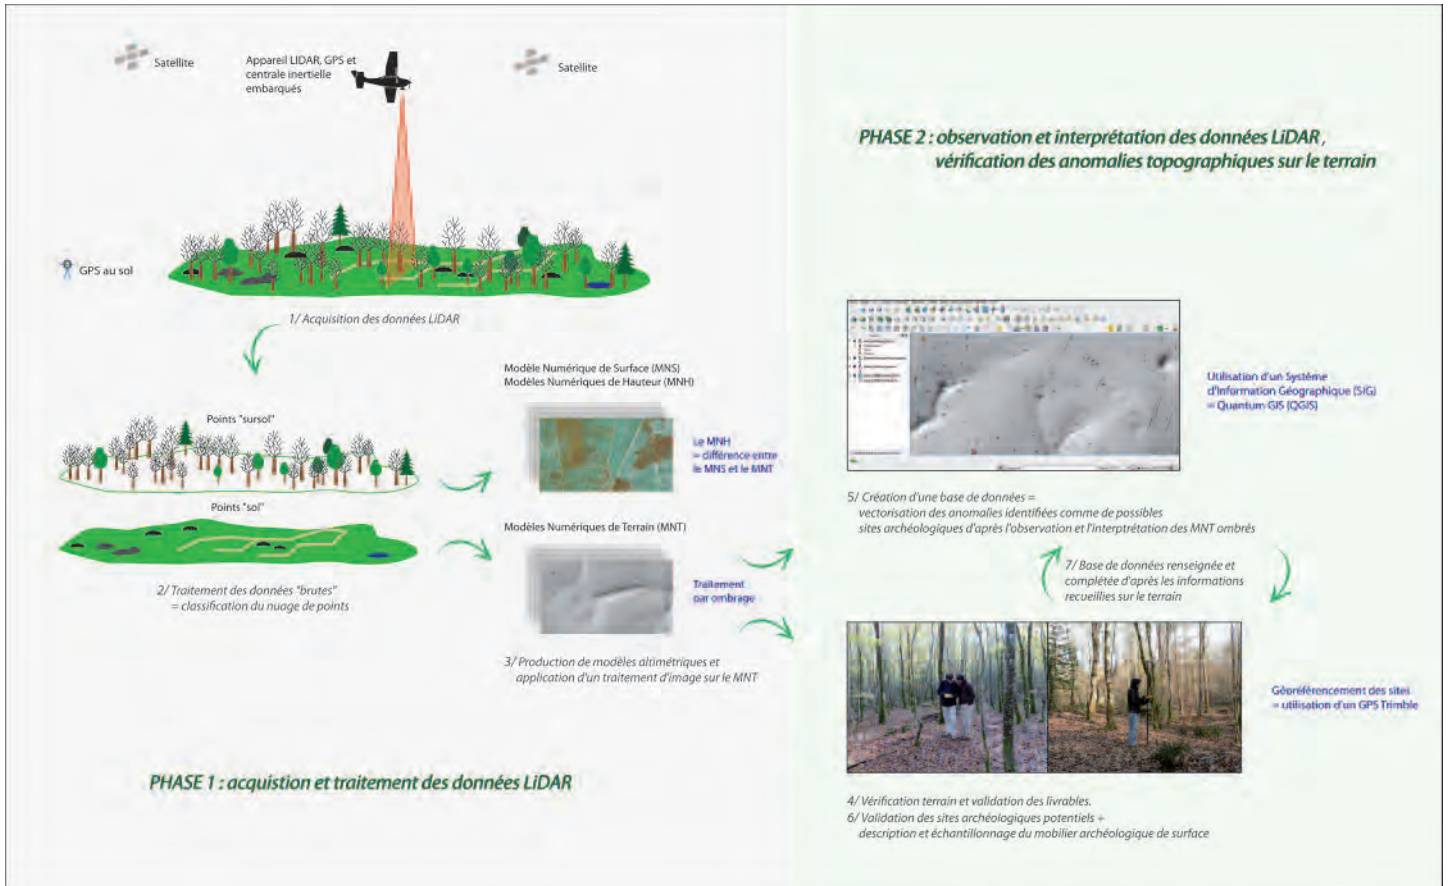 Satellite
Appareil LIDAR, GPS et
centrale inertielle
embarqués
Satellite
GPS au sol
1/ Acquisition des données LiDAR
Points "sursol"
Points "sol"
2/ Traitement des données "brutes"
= classification du nuage de points
Modèle Numérique de Surface (MNS)
Modèles Numériques de Hauteur (MNH)
Le MNH
= différence entre
le MNS et le MNT
Modèles Numériques de Terrain (MNT)
Traitement
par ombrage
3/ Production de modèles altimétriques et
application d'un traitement d'image sur le MNT
PHASE 1 : acquistion et traitement des données LiDAR
PHASE 2 : observation et interprétation des données LiDAR,
vérification des anomalies topographiques sur le terrain
Utilisation d'un Système
d'Information Géographique (SIG)
= Quantum GIS (QGIS)
5/ Création d'une base de données =
vectorisation des anomalies identifiées comme de possibles
sites archéologiques d'après l'observation et l'interptrétation des MNT ombrés
7/ Base de données renseignée et
complétée d'après les informations
recueillies sur le terrain
Géoréférencement des sites
= utilisation d'un GPS Trimble
4/ Vérification terrain et validation des livrables.
6/ Validation des sites archéologiques potentiels +
description et échantillonnage du mobilier archéologique de surface